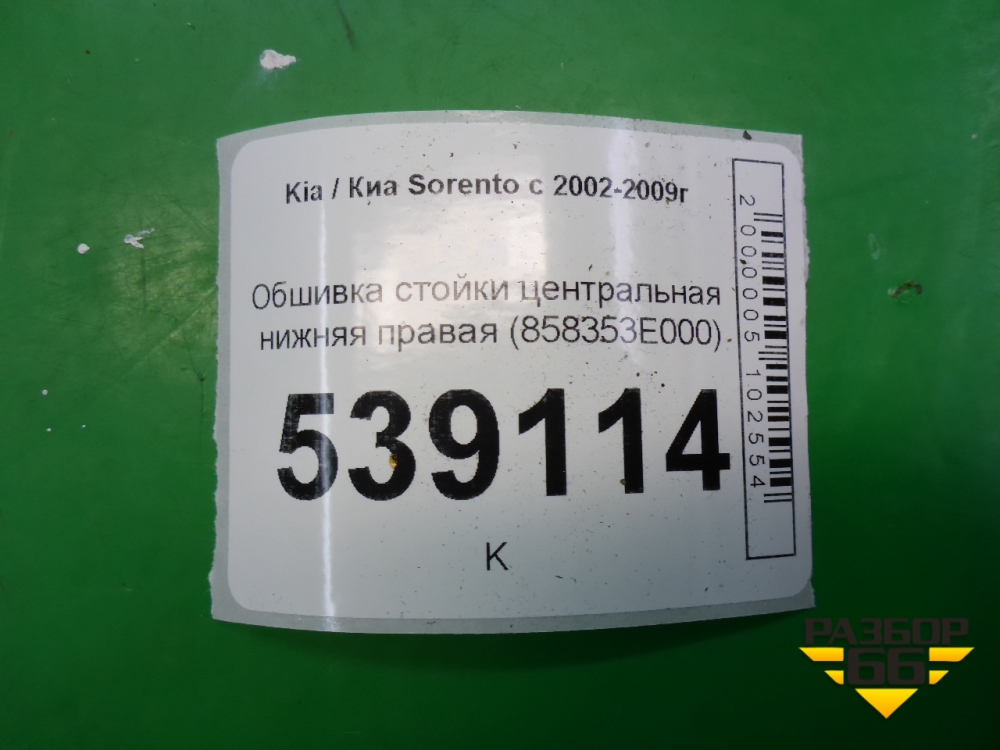 Kia / Киа Sorento с 2002-2009г
Обшивка стойки центральная
нижняя правая (858353E000)
539114
К
2000005102554
РАЗБОР
66